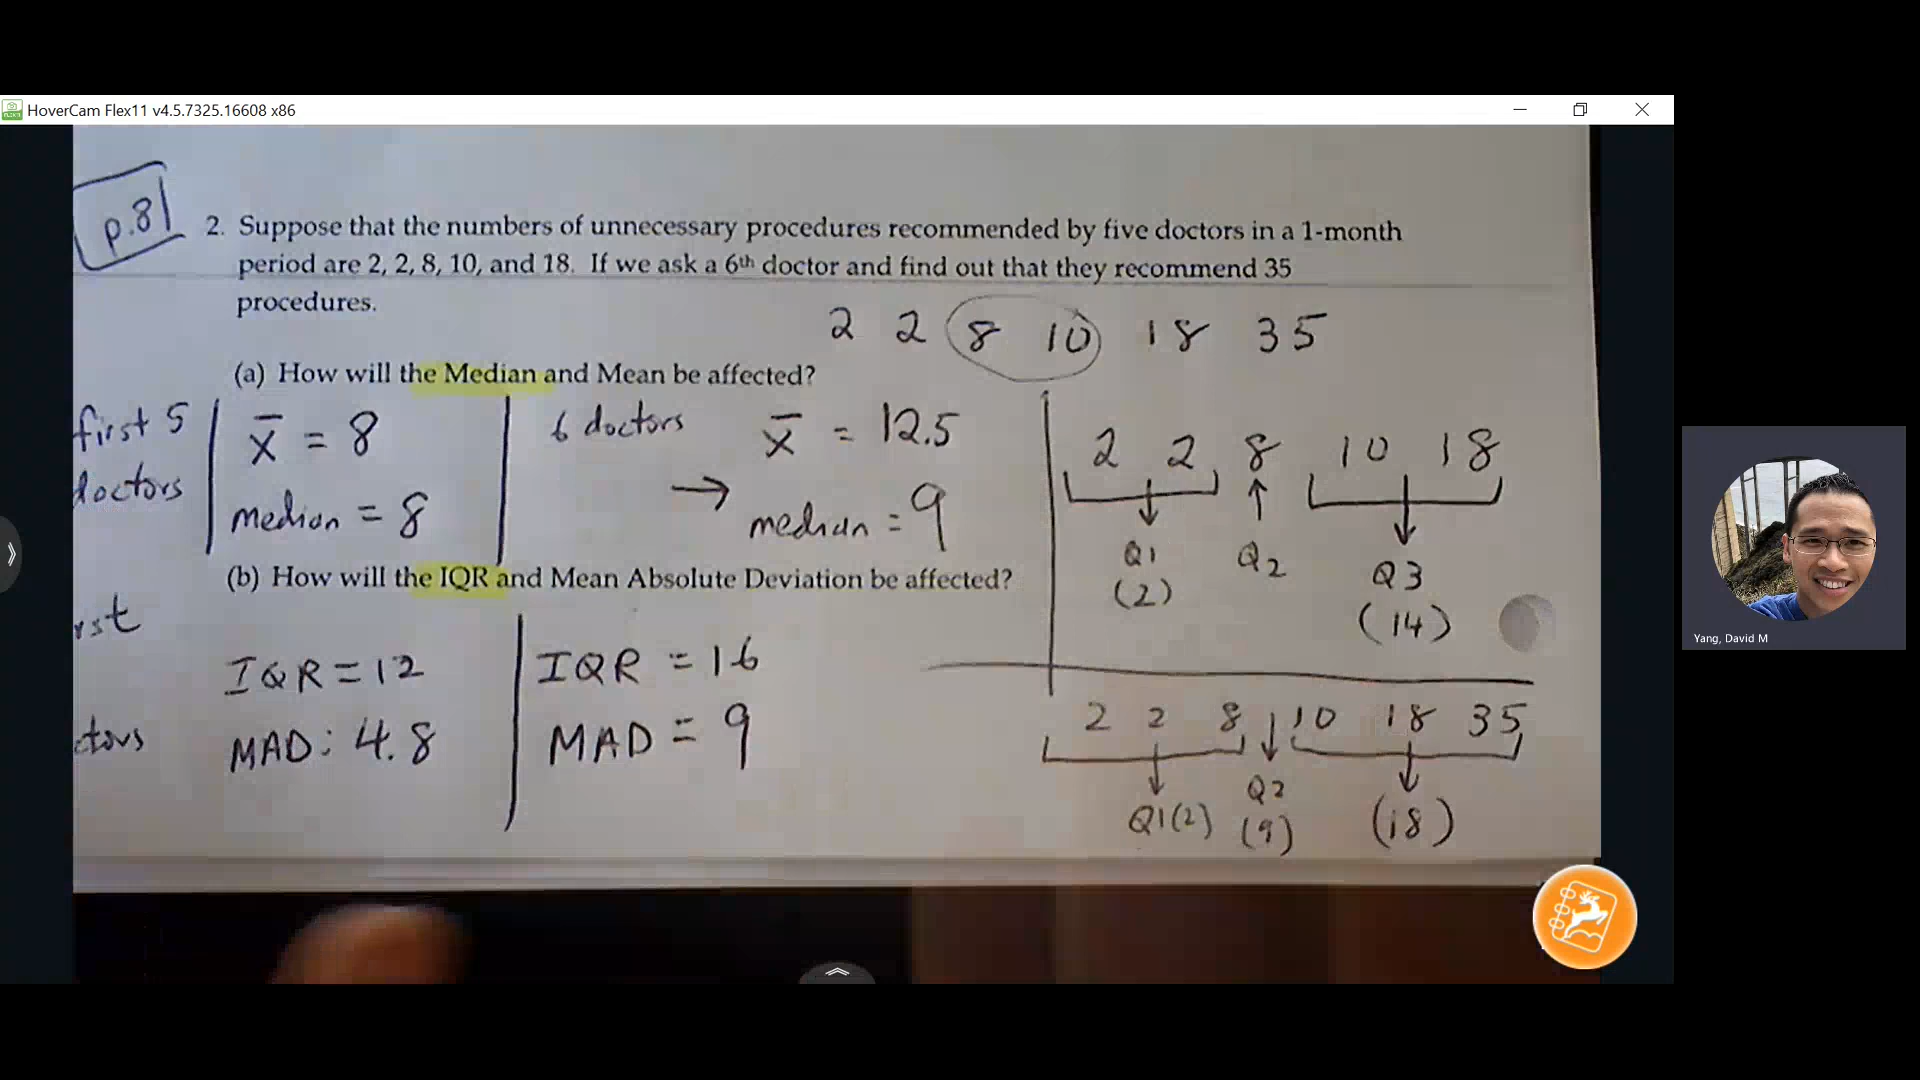 HoverCam Flex11 v4.5.7325.16608 x86
p.8
2. Suppose that the numbers of unnecessary procedures recommended by five doctors in a 1-month
period are 2, 2, 8, 10, and 18. If we ask a 6th doctor and find out that they recommend 35
procedures.
2 2 8 10 18 35
(a) How will the Median and Mean be affected?
first 5
doctors
x̄ = 8
median = 8
6 doctors x̄ = 12.5
→ median = 9
2 2 8 10 18
Q1 Q2 Q3
(2) (14)
(b) How will the IQR and Mean Absolute Deviation be affected?
rst
ctors
IQR = 12
MAD: 4.8
IQR = 16
MAD = 9
2 2 8 10 18 35
Q1(2) Q2 (18)
(9)
Yang, David M